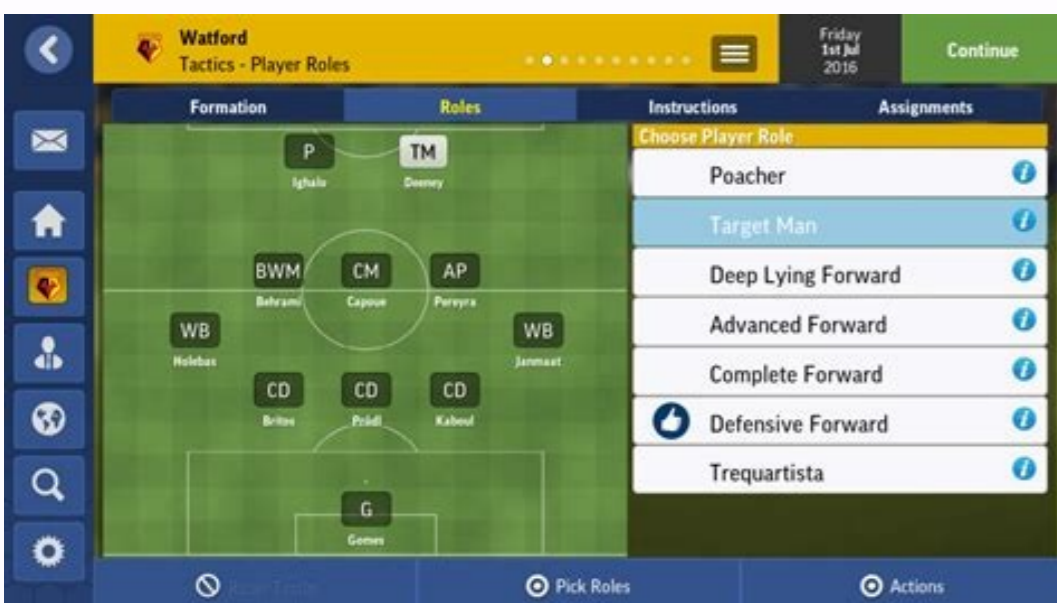 Watford
Tactics - Player Roles
Friday
1st Jul
2016
Continue
Formation
Roles
Instructions
Assignments
Choose Player Role
P
TM
Ighalo
Deeney
Poacher
Target Man
Deep Lying Forward
Advanced Forward
Complete Forward
Defensive Forward
Trequartista
BWM
CM
AP
Behrami
Capoue
Pereyra
WB
WB
Holebas
Janmaat
CD
CD
CD
Britos
Prödl
Kaboul
G
Gomes
Pick Roles
Actions